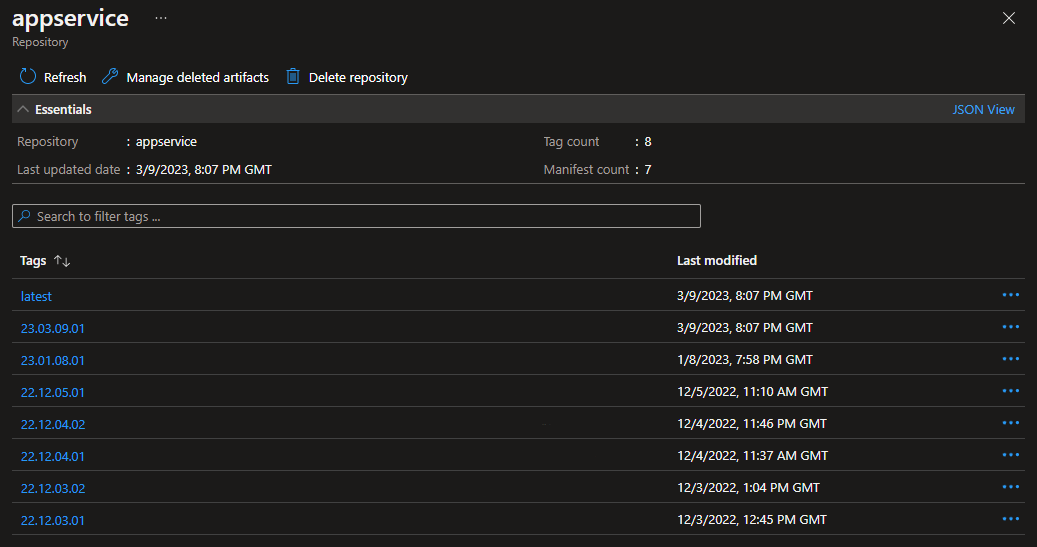 appservice ...
Repository
Refresh Manage deleted artifacts Delete repository
Essentials JSON View
Repository : appservice Tag count : 8
Last updated date : 3/9/2023, 8:07 PM GMT Manifest count : 7
Search to filter tags ...
Tags ↑↓ Last modified
latest 3/9/2023, 8:07 PM GMT ...
23.03.09.01 3/9/2023, 8:07 PM GMT ...
23.01.08.01 1/8/2023, 7:58 PM GMT ...
22.12.05.01 12/5/2022, 11:10 AM GMT ...
22.12.04.02 12/4/2022, 11:46 PM GMT ...
22.12.04.01 12/4/2022, 11:37 AM GMT ...
22.12.03.02 12/3/2022, 1:04 PM GMT ...
22.12.03.01 12/3/2022, 12:45 PM GMT ...